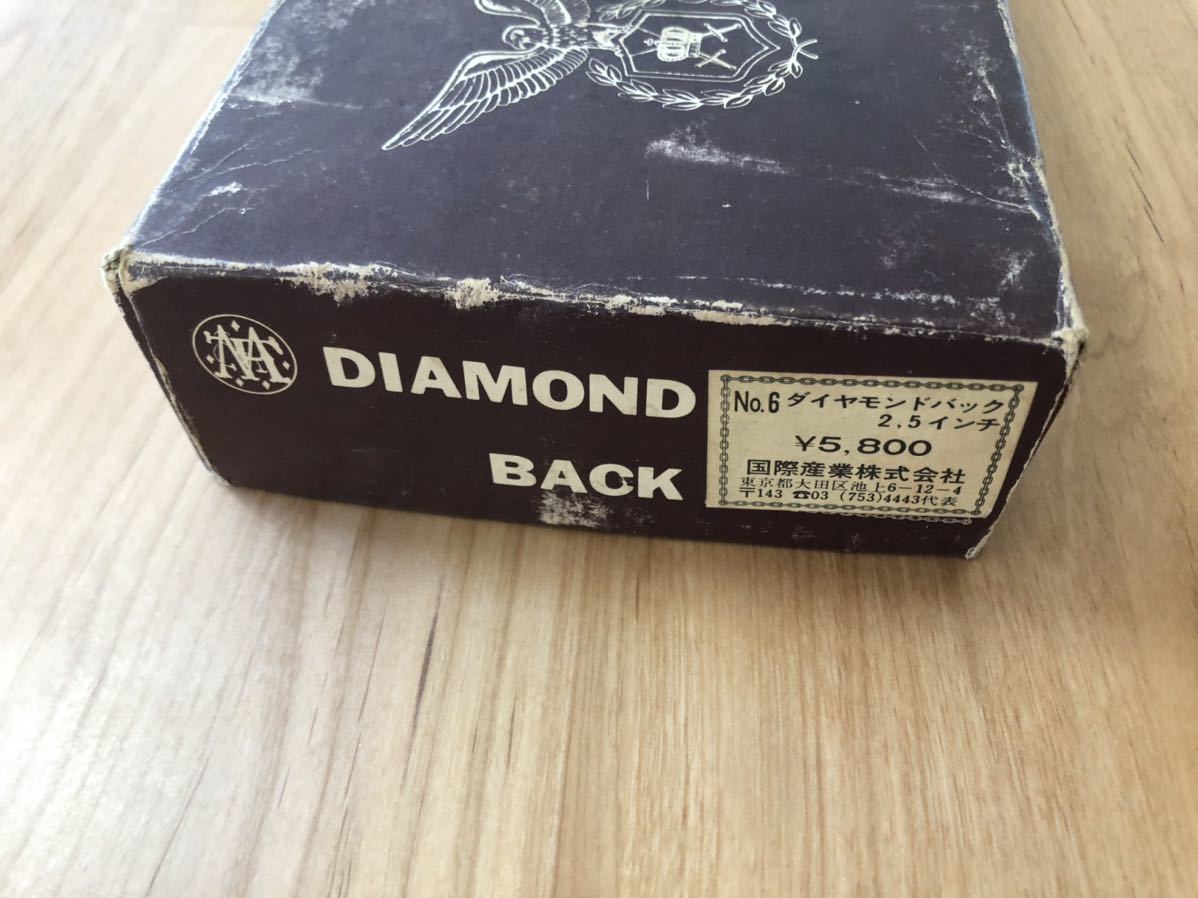 DIAMOND
BACK
No.6 ダイヤモンドバック
2,5インチ
¥5,800
国際産業株式会社
東京都大田区池上6-12-4
〒143 ☎03 (753)4443代表